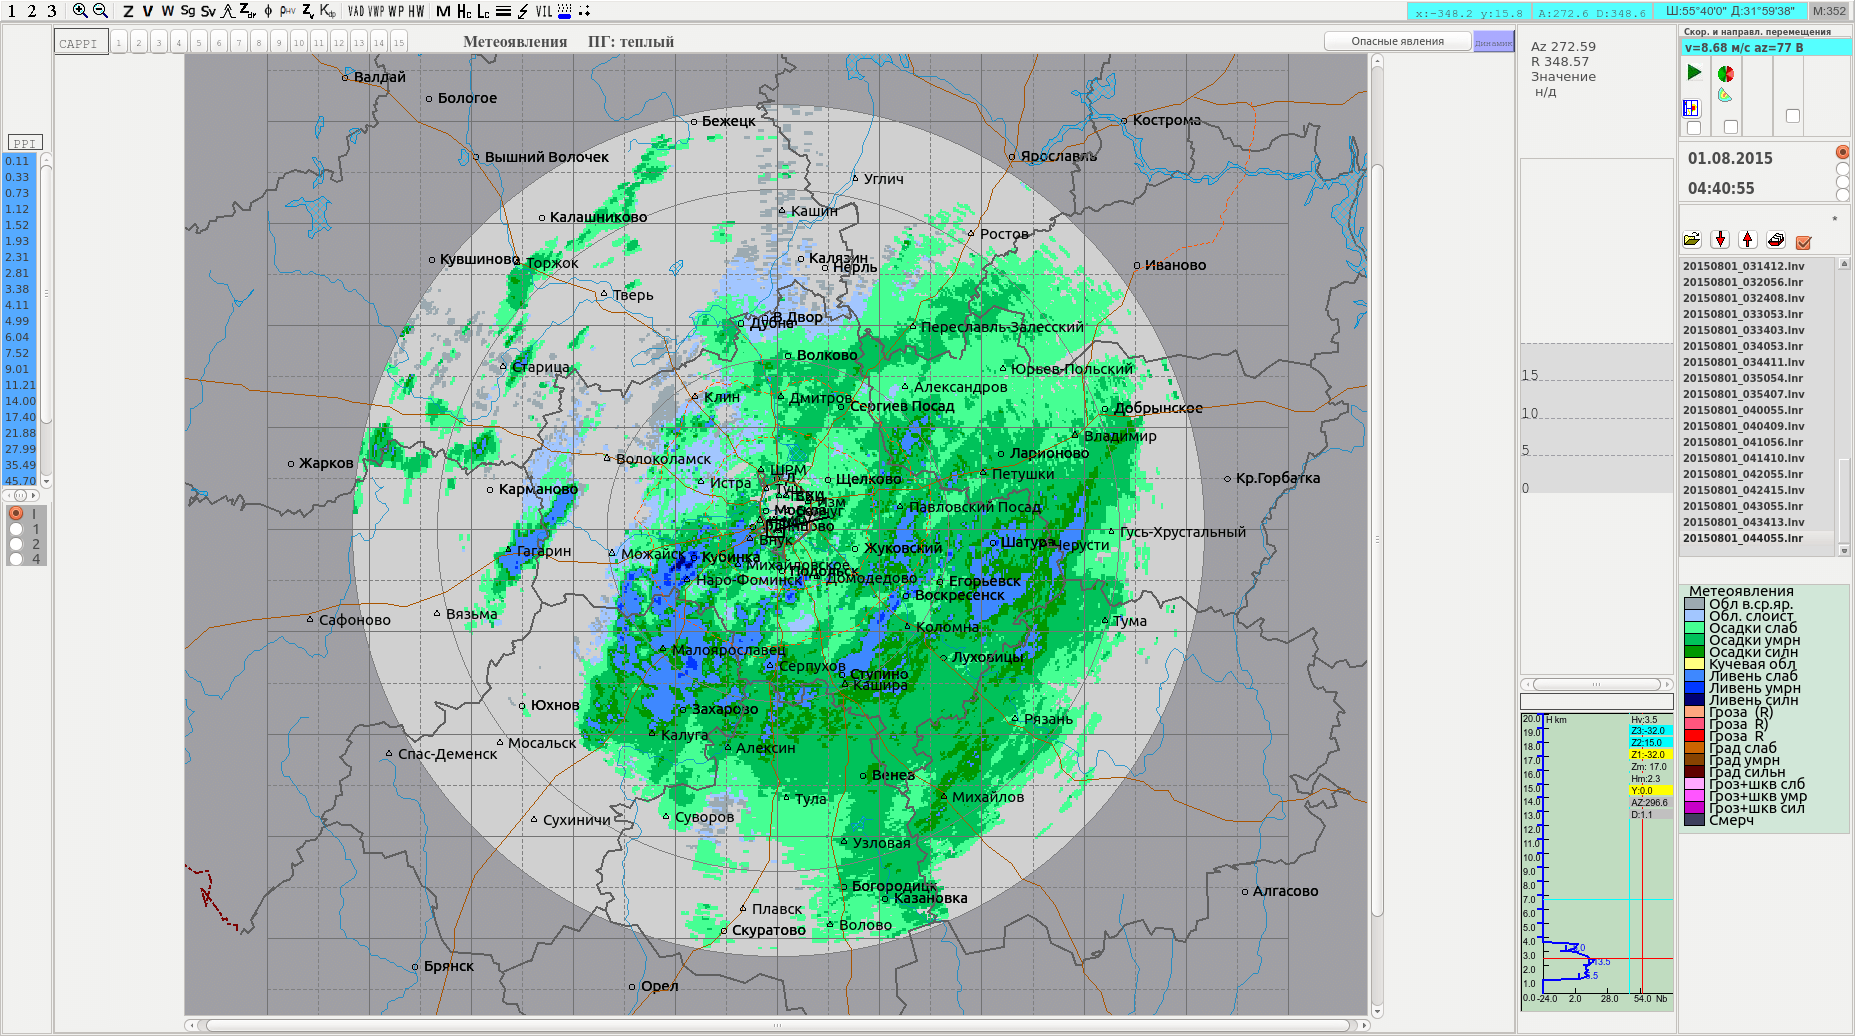 1 2 3 Z V W Sg Sv Zdr ϕ ρHV Zv Kdp VAD VWP WP HW M Hc Lc VIL
x:-348.2 y:15.8 A:272.6 D:348.6 Ш:55°40'0" Д:31°59'38" М:352
CAPPI 1 2 3 4 5 6 7 8 9 10 11 12 13 14 15
Метеоявления ПГ: теплый
Опасные явления
Динамик
PPI
0.11
0.33
0.73
1.12
1.52
1.93
2.31
2.81
3.38
4.11
4.99
6.04
7.52
9.01
11.21
14.00
17.40
21.88
27.99
35.49
45.70
I
1
2
4
Валдай
Бологое
Бежецк
Кострома
Вышний Волочек
Ярославль
Углич
Кашин
Калашниково
Ростов
Кувшиново
Торжок
Калязин
Нерль
Иваново
Тверь
В.Двор
Дубна
Переславль-Залесский
Волково
Старица
Юрьев-Польский
Александров
Клин
Дмитров
Сергиев Посад
Добрынское
Владимир
Ларионово
Жарков
Волоколамск
ШРМ
Петушки
Истра
Щелково
Кр.Горбатка
Карманово
Туш
Изм
Москва
Павловский Посад
Гусь-Хрустальный
Внук
Шатура
Черусти
Гагарин
Можайск
Кубинка
Жуковский
Михайловское
Подольск
Домодедово
Наро-Фоминск
Егорьевск
Воскресенск
Вязьма
Сафоново
Коломна
Тума
Малоярославец
Серпухов
Луховицы
Ступино
Кашира
Юхнов
Захарово
Рязань
Калуга
Мосальск
Алексин
Спас-Деменск
Венев
Тула
Михайлов
Сухиничи
Суворов
Узловая
Богородицк
Казановка
Алгасово
Плавск
Волово
Скуратово
Брянск
Орел
Az 272.59
R 348.57
Значение
н/д
15
10
5
0
20.0 H km
19.0
18.0
17.0
16.0
15.0
14.0
13.0
12.0
11.0
10.0
9.0
8.0
7.0
6.0
5.0
4.0
3.0
2.0
1.0
0.0 -24.0 2.0 28.0 54.0 Nb
Hv:3.5
Z3:-32.0
Z2:15.0
Z1:-32.0
Zm: 17.0
Hm:2.3
Y:0.0
AZ:296.6
D:1.1
13.5
Скор. и направл. перемещения
v=8.68 м/с az=77 В
01.08.2015
04:40:55
*
20150801_031412.lnv
20150801_032056.lnr
20150801_032408.lnv
20150801_033053.lnr
20150801_033403.lnv
20150801_034053.lnr
20150801_034411.lnv
20150801_035054.lnr
20150801_035407.lnv
20150801_040055.lnr
20150801_040409.lnv
20150801_041056.lnr
20150801_041410.lnv
20150801_042055.lnr
20150801_042415.lnv
20150801_043055.lnr
20150801_043413.lnv
20150801_044055.lnr
Метеоявления
Обл в.ср.яр.
Обл. слоист
Осадки слаб
Осадки умрн
Осадки силн
Кучевая обл
Ливень слаб
Ливень умрн
Ливень силн
Гроза (R)
Гроза R)
Гроза R
Град слаб
Град умрн
Град сильн
Гроз+шкв слб
Гроз+шкв умр
Гроз+шкв сил
Смерч